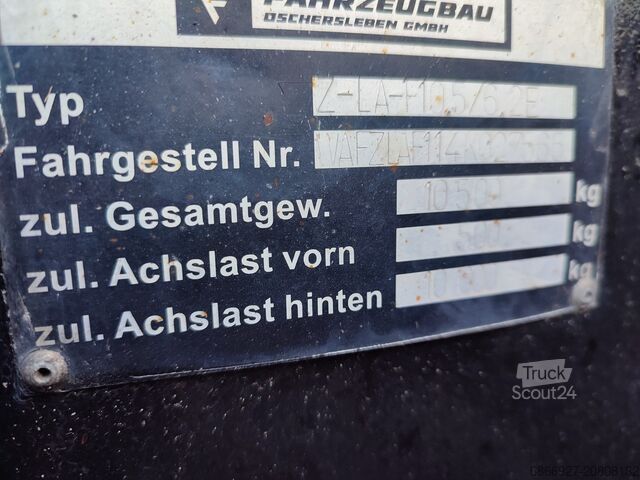 FAHRZEUGBAU
OSCHERSLEBEN GMBH
Typ Z-LA-F10.5/6.2E
Fahrgestell Nr.
zul. Gesamtgew. 10500 kg
zul. Achslast vorn 500 kg
zul. Achslast hinten kg
Truck
Scout24